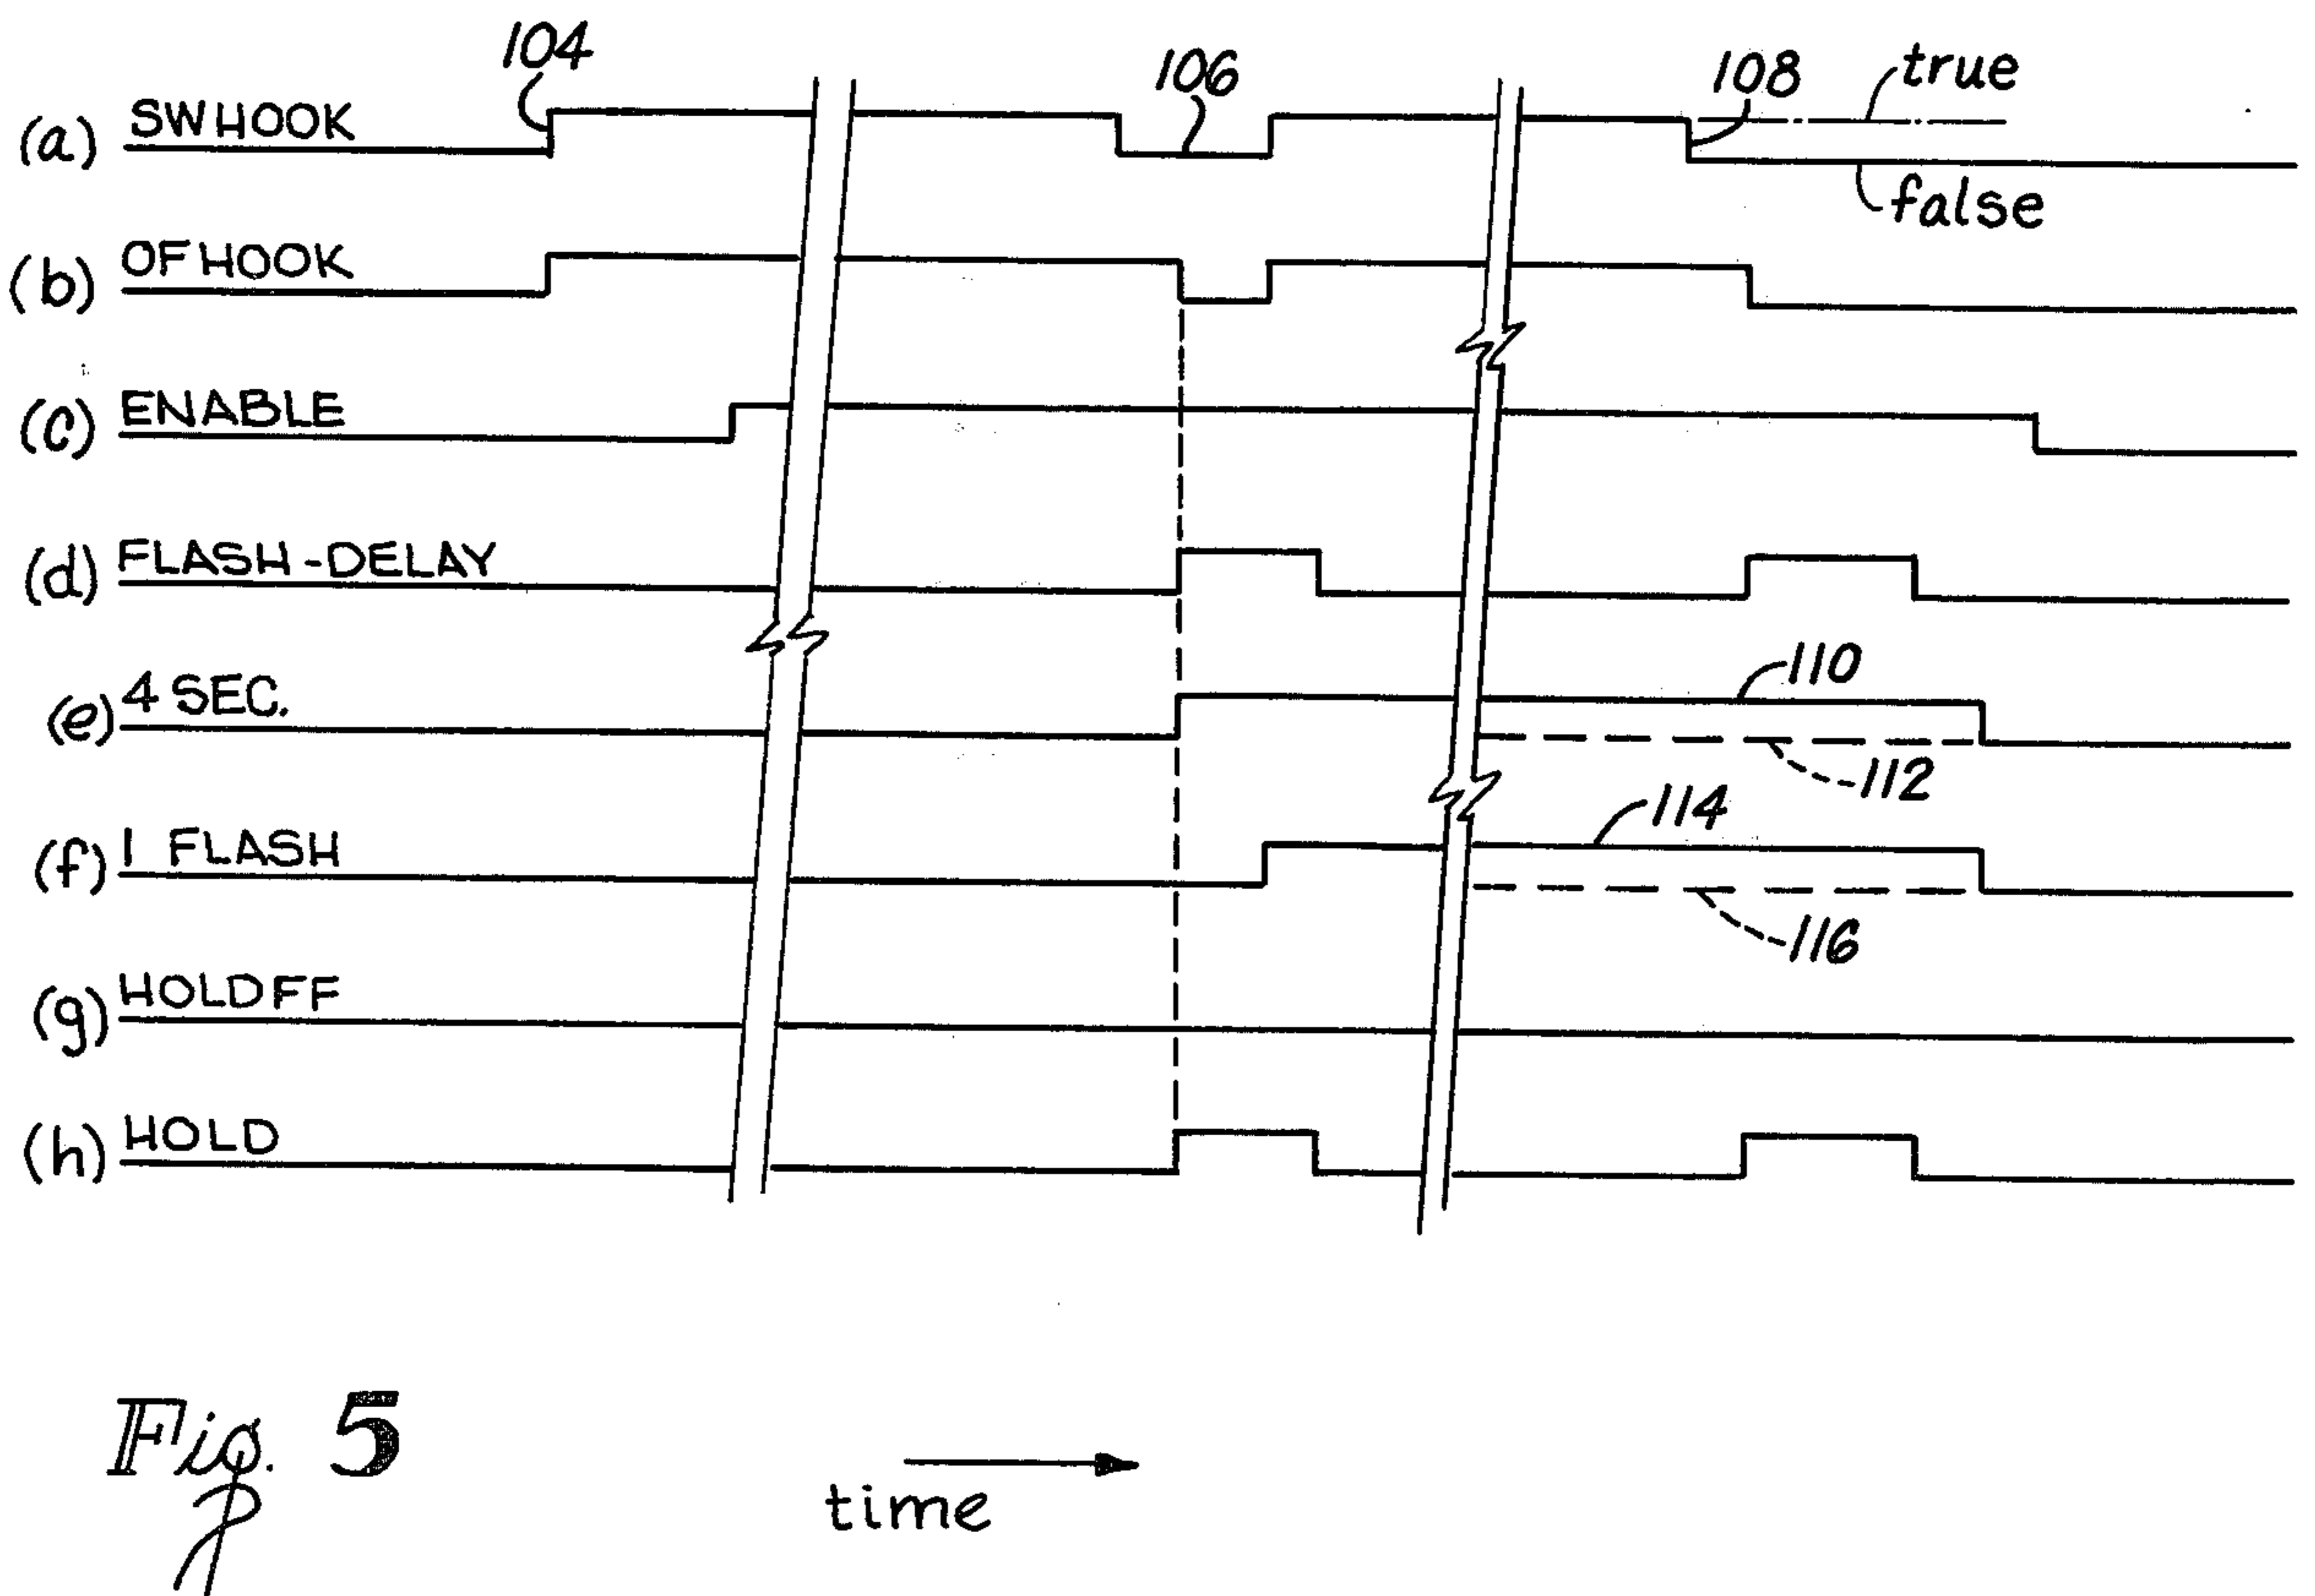 104
106
108
true
(a) SWHOOK
false
(b) OFHOOK
(c) ENABLE
(d) FLASH-DELAY
(e) 4 SEC.
110
112
(f) 1 FLASH
114
116
(g) HOLDFF
(h) HOLD
Fig. 5
time